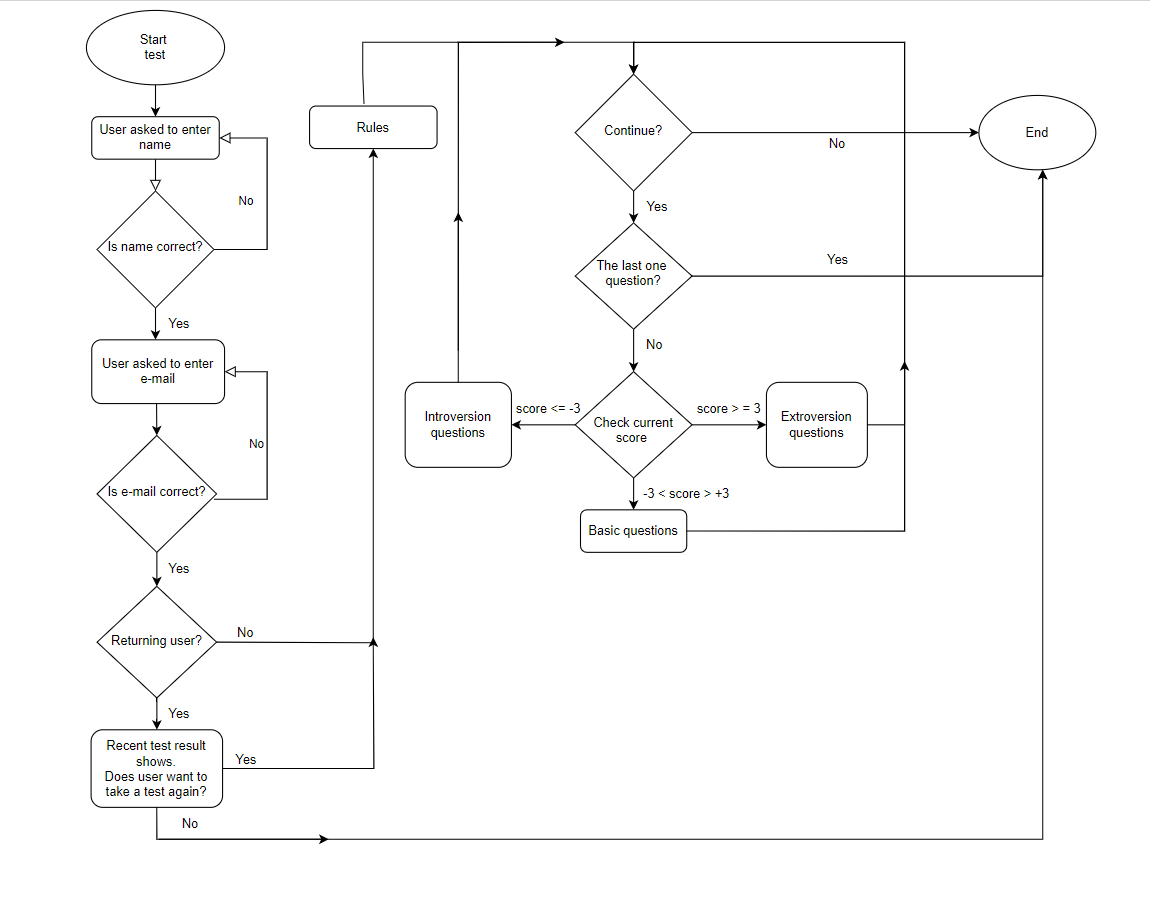 Start
test
User asked to enter
name
No
Is name correct?
Yes
User asked to enter
e-mail
No
Is e-mail correct?
Yes
Returning user?
No
Yes
Recent test result
shows.
Does user want to
take a test again?
Yes
No
Rules
Continue?
No
End
Yes
The last one
question?
Yes
No
Introversion
questions
score <= -3
Check current
score
score > = 3
Extroversion
questions
-3 < score > +3
Basic questions